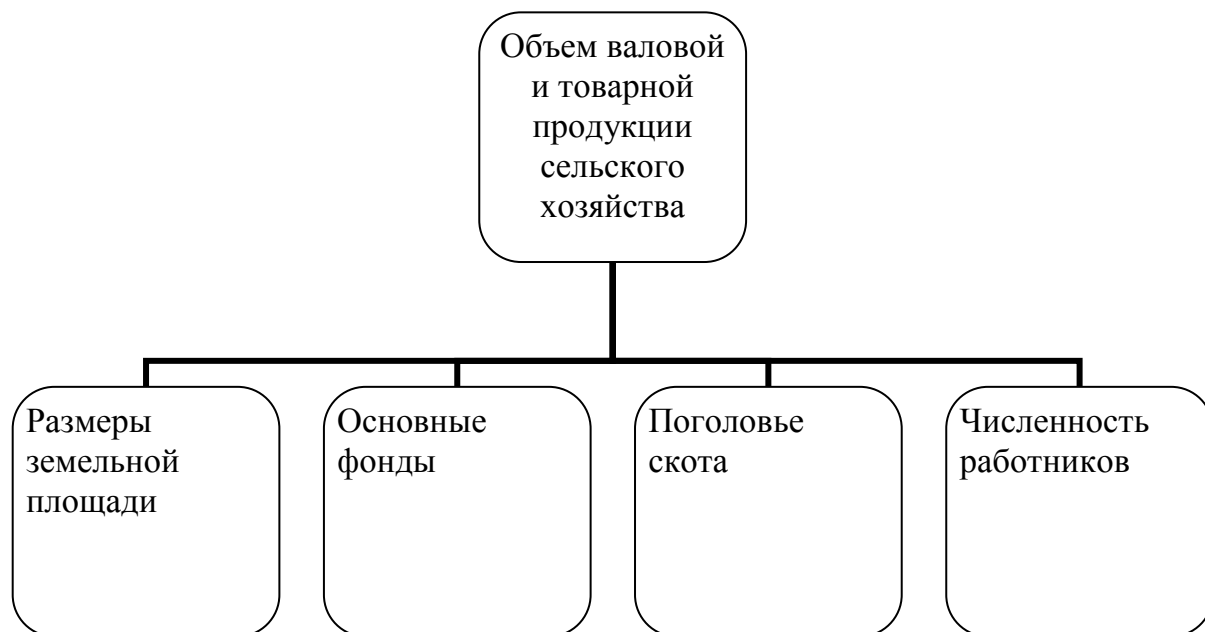 Объем валовой
и товарной
продукции
сельского
хозяйства
Размеры
земельной
площади
Основные
фонды
Поголовье
скота
Численность
работников